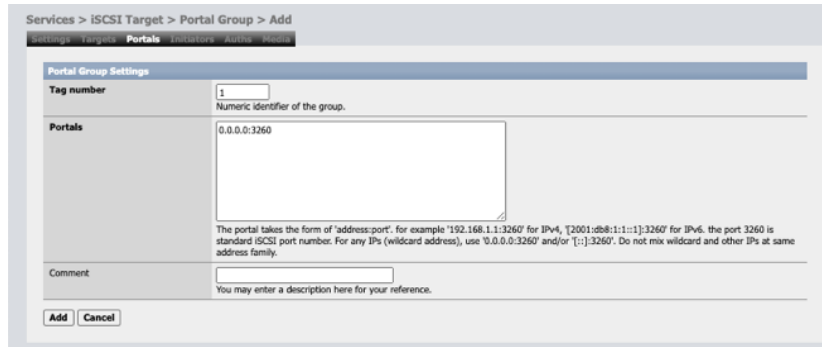 Services > iSCSI Target > Portal Group > Add
Settings Targets Portals Initiators Auths Media
Portal Group Settings
Tag number
1
Numeric identifier of the group.
Portals
0.0.0.0:3260
The portal takes the form of 'address:port'. for example '192.168.1.1:3260' for IPv4, '[2001:db8:1:1::1]:3260' for IPv6. the port 3260 is
standard iSCSI port number. For any IPs (wildcard address), use '0.0.0.0:3260' and/or '[::]:3260'. Do not mix wildcard and other IPs at same
address family.
Comment
You may enter a description here for your reference.
Add Cancel